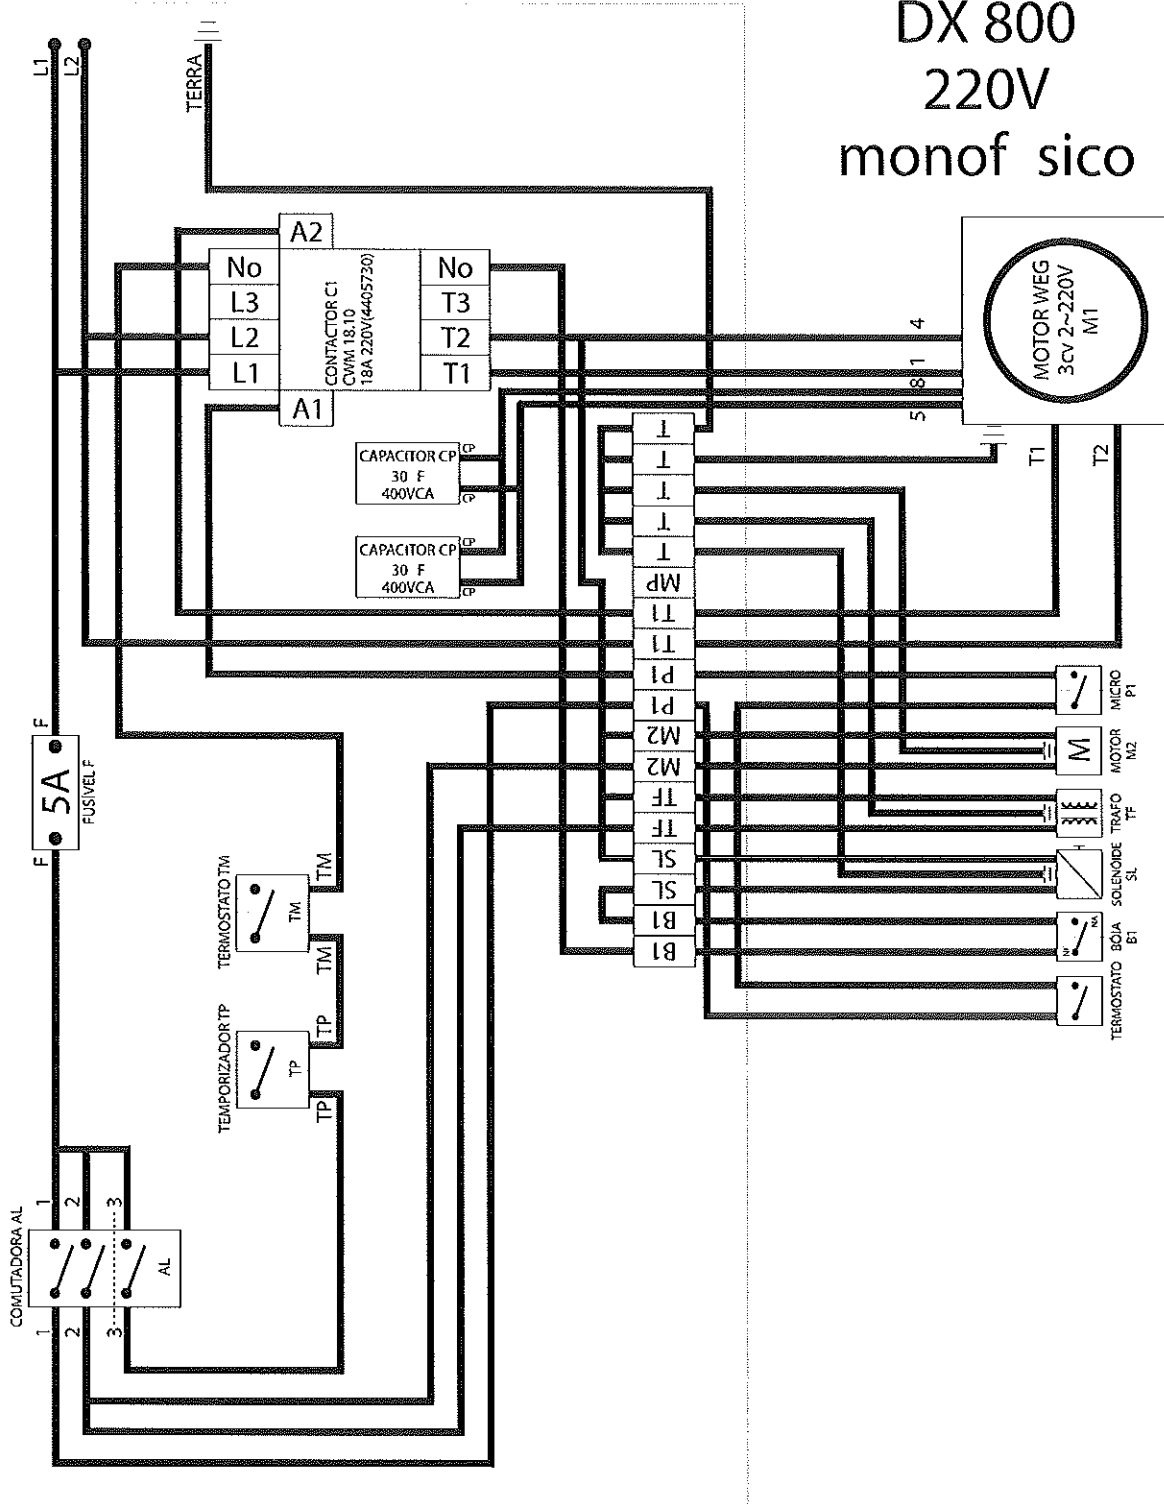 DX 800
220V
monof sico
L1
L2
TERRA
A2
No
L3
L2
L1
A1
CONTACTOR C1
CWM 18.10
18A 220V(4405730)
No
T3
T2
T1
4
1
8
5
MOTOR WEG
3cv 2~220V
M1
T1
T2
CAPACITOR CP
30 F
400VCA
CP
CP
CAPACITOR CP
30 F
400VCA
CP
CP
T
T
T
T
T
MP
T1
T1
P1
P1
M2
M2
TF
TF
SL
SL
B1
B1
MICRO
P1
M
MOTOR
M2
TRAFO
TF
SOLENOIDE
SL
NF
NA
BÓIA
B1
TERMOSTATO
F
5A
F
FUSÍVEL F
TERMOSTATO TM
TM
TM
TM
TEMPORIZADOR TP
TP
TP
TP
COMUTADORA AL
1
2
3
AL
1
2
3